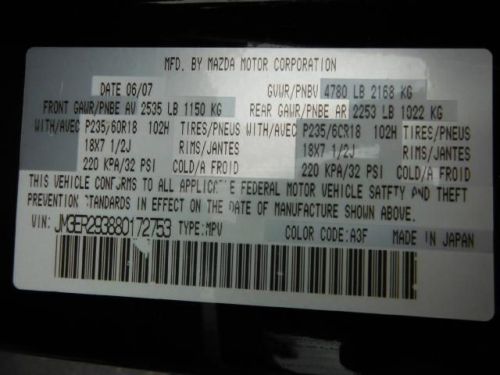 MFD. BY MAZDA MOTOR CORPORATION
DATE 06/07 GVWR/PNBV 4780 LB 2168 KG
FRONT GAWR/PNBE AV 2535 LB 1150 KG REAR GAWR/PNBE AR 2253 LB 1022 KG
WITH/AVEC P235/60R18 102H TIRES/PNEUS WITH/AVEC P235/60R18 102H TIRES/PNEUS
18X7 1/2J RIMS/JANTES 18X7 1/2J RIMS/JANTES
220 KPA/32 PSI COLD/A FROID 220 KPA/32 PSI COLD/A FROID
THIS VEHICLE CONFORMS TO ALL APPLICABLE FEDERAL MOTOR VEHICLE SAFTTY AND THEFT
PREVENTION STANDARDS IN EFFECT ON THE DATE OF MANUFACTURE SHOWN ABOVE.
VIN: JM3ER293880172753 TYPE:MPV COLOR CODE: A3F MADE IN JAPAN